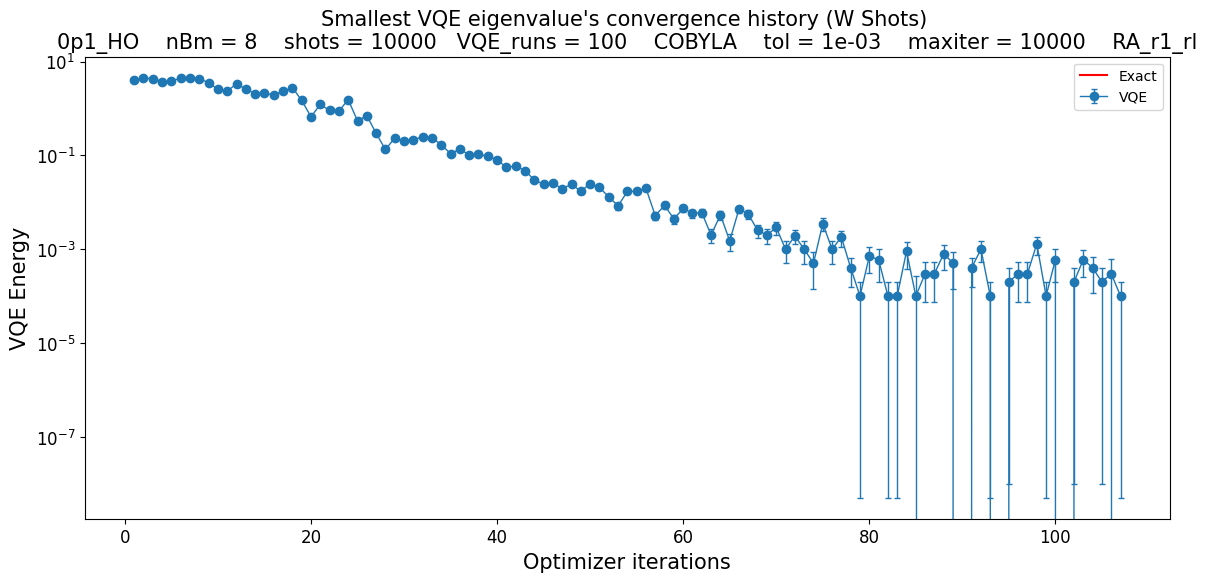 Smallest VQE eigenvalue's convergence history (W Shots)
0p1_HO    nBm = 8    shots = 10000   VQE_runs = 100    COBYLA    tol = 1e-03    maxiter = 10000    RA_r1_rl
Exact
VQE
VQE Energy
10^1
10^-1
10^-3
10^-5
10^-7
0 20 40 60 80 100
Optimizer iterations